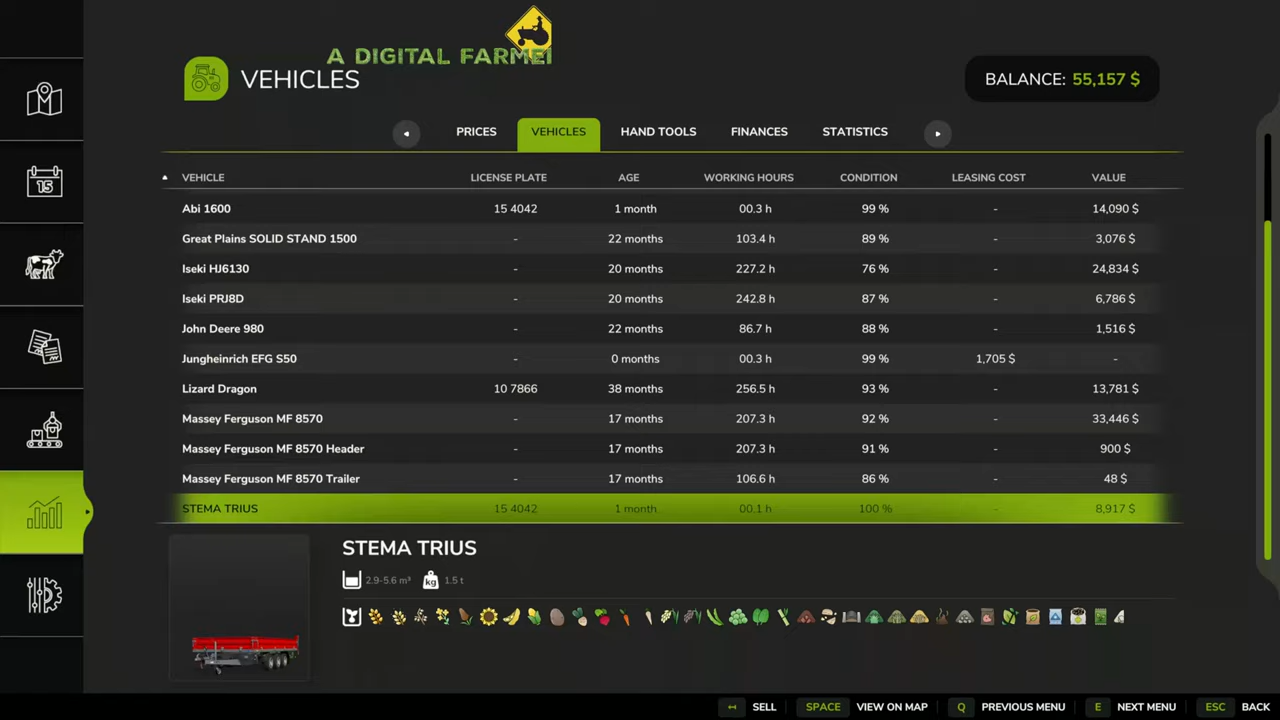 A DIGITAL FARMER
VEHICLES
BALANCE: 55,157 $
PRICES VEHICLES HAND TOOLS FINANCES STATISTICS
VEHICLE LICENSE PLATE AGE WORKING HOURS CONDITION LEASING COST VALUE
Abi 1600 15 4042 1 month 00.3 h 99 % - 14,090 $
Great Plains SOLID STAND 1500 - 22 months 103.4 h 89 % - 3,076 $
Iseki HJ6130 - 20 months 227.2 h 76 % - 24,834 $
Iseki PRJ8D - 20 months 242.8 h 87 % - 6,786 $
John Deere 980 - 22 months 86.7 h 88 % - 1,516 $
Jungheinrich EFG S50 - 0 months 00.3 h 99 % 1,705 $ -
Lizard Dragon 10 7866 38 months 256.5 h 93 % - 13,781 $
Massey Ferguson MF 8570 - 17 months 207.3 h 92 % - 33,446 $
Massey Ferguson MF 8570 Header - 17 months 207.3 h 91 % - 900 $
Massey Ferguson MF 8570 Trailer - 17 months 106.6 h 86 % - 48 $
STEMA TRIUS 15 4042 1 month 00.1 h 100 % - 8,917 $
STEMA TRIUS
2.9-5.6 m³ kg 1.5 t
15
SELL SPACE VIEW ON MAP Q PREVIOUS MENU E NEXT MENU ESC BACK